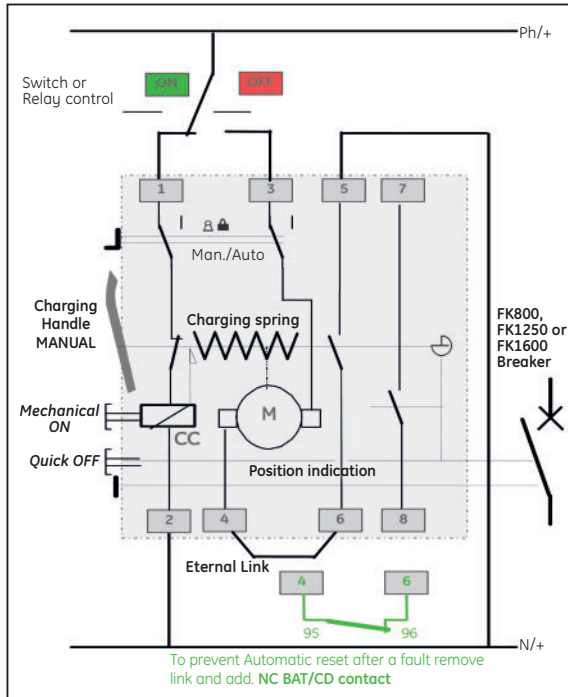 Ph/+
Switch or
Relay control
ON
OFF
1
3
5
7
Man./Auto
Charging
Handle
MANUAL
Charging spring
FK800,
FK1250 or
FK1600
Breaker
M
Mechanical
ON
CC
Quick OFF
Position indication
2
4
6
8
Eternal Link
4
6
95
96
N/+
To prevent Automatic reset after a fault remove
link and add. NC BAT/CD contact